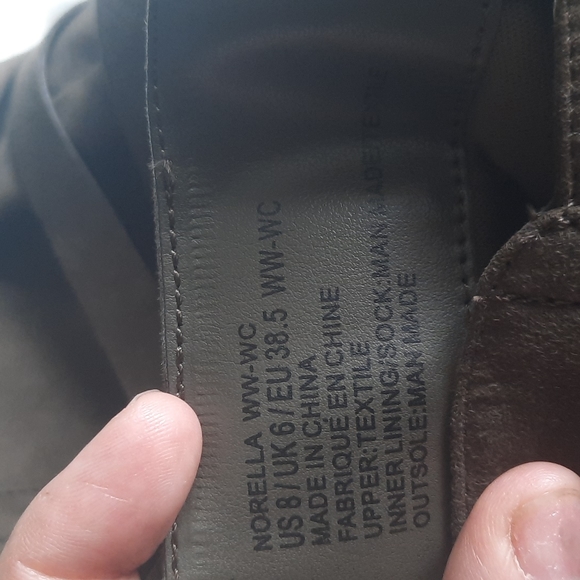 NORELLA WW-WC
US 8 / UK 6 / EU 38.5 WW-WC
MADE IN CHINA
FABRIQUÉ EN CHINE
UPPER:TEXTILE
INNER LINING/SOCK:MAN MADE/TEXTILE
OUTSOLE:MAN MADE